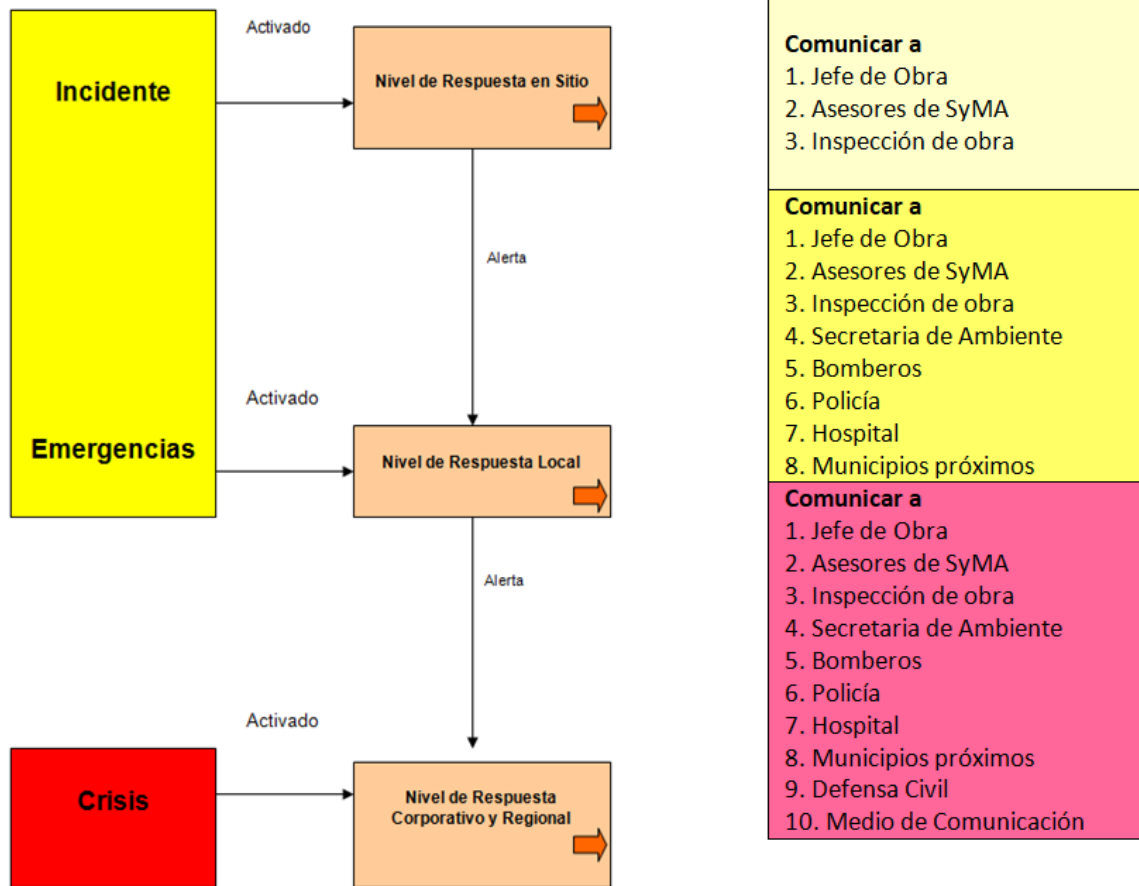 Activado
Incidente
Nivel de Respuesta en Sitio
Alerta
Activado
Emergencias
Nivel de Respuesta Local
Alerta
Activado
Crisis
Nivel de Respuesta
Corporativo y Regional
Comunicar a
1. Jefe de Obra
2. Asesores de SyMA
3. Inspección de obra
Comunicar a
1. Jefe de Obra
2. Asesores de SyMA
3. Inspección de obra
4. Secretaria de Ambiente
5. Bomberos
6. Policía
7. Hospital
8. Municipios próximos
Comunicar a
1. Jefe de Obra
2. Asesores de SyMA
3. Inspección de obra
4. Secretaria de Ambiente
5. Bomberos
6. Policía
7. Hospital
8. Municipios próximos
9. Defensa Civil
10. Medio de Comunicación